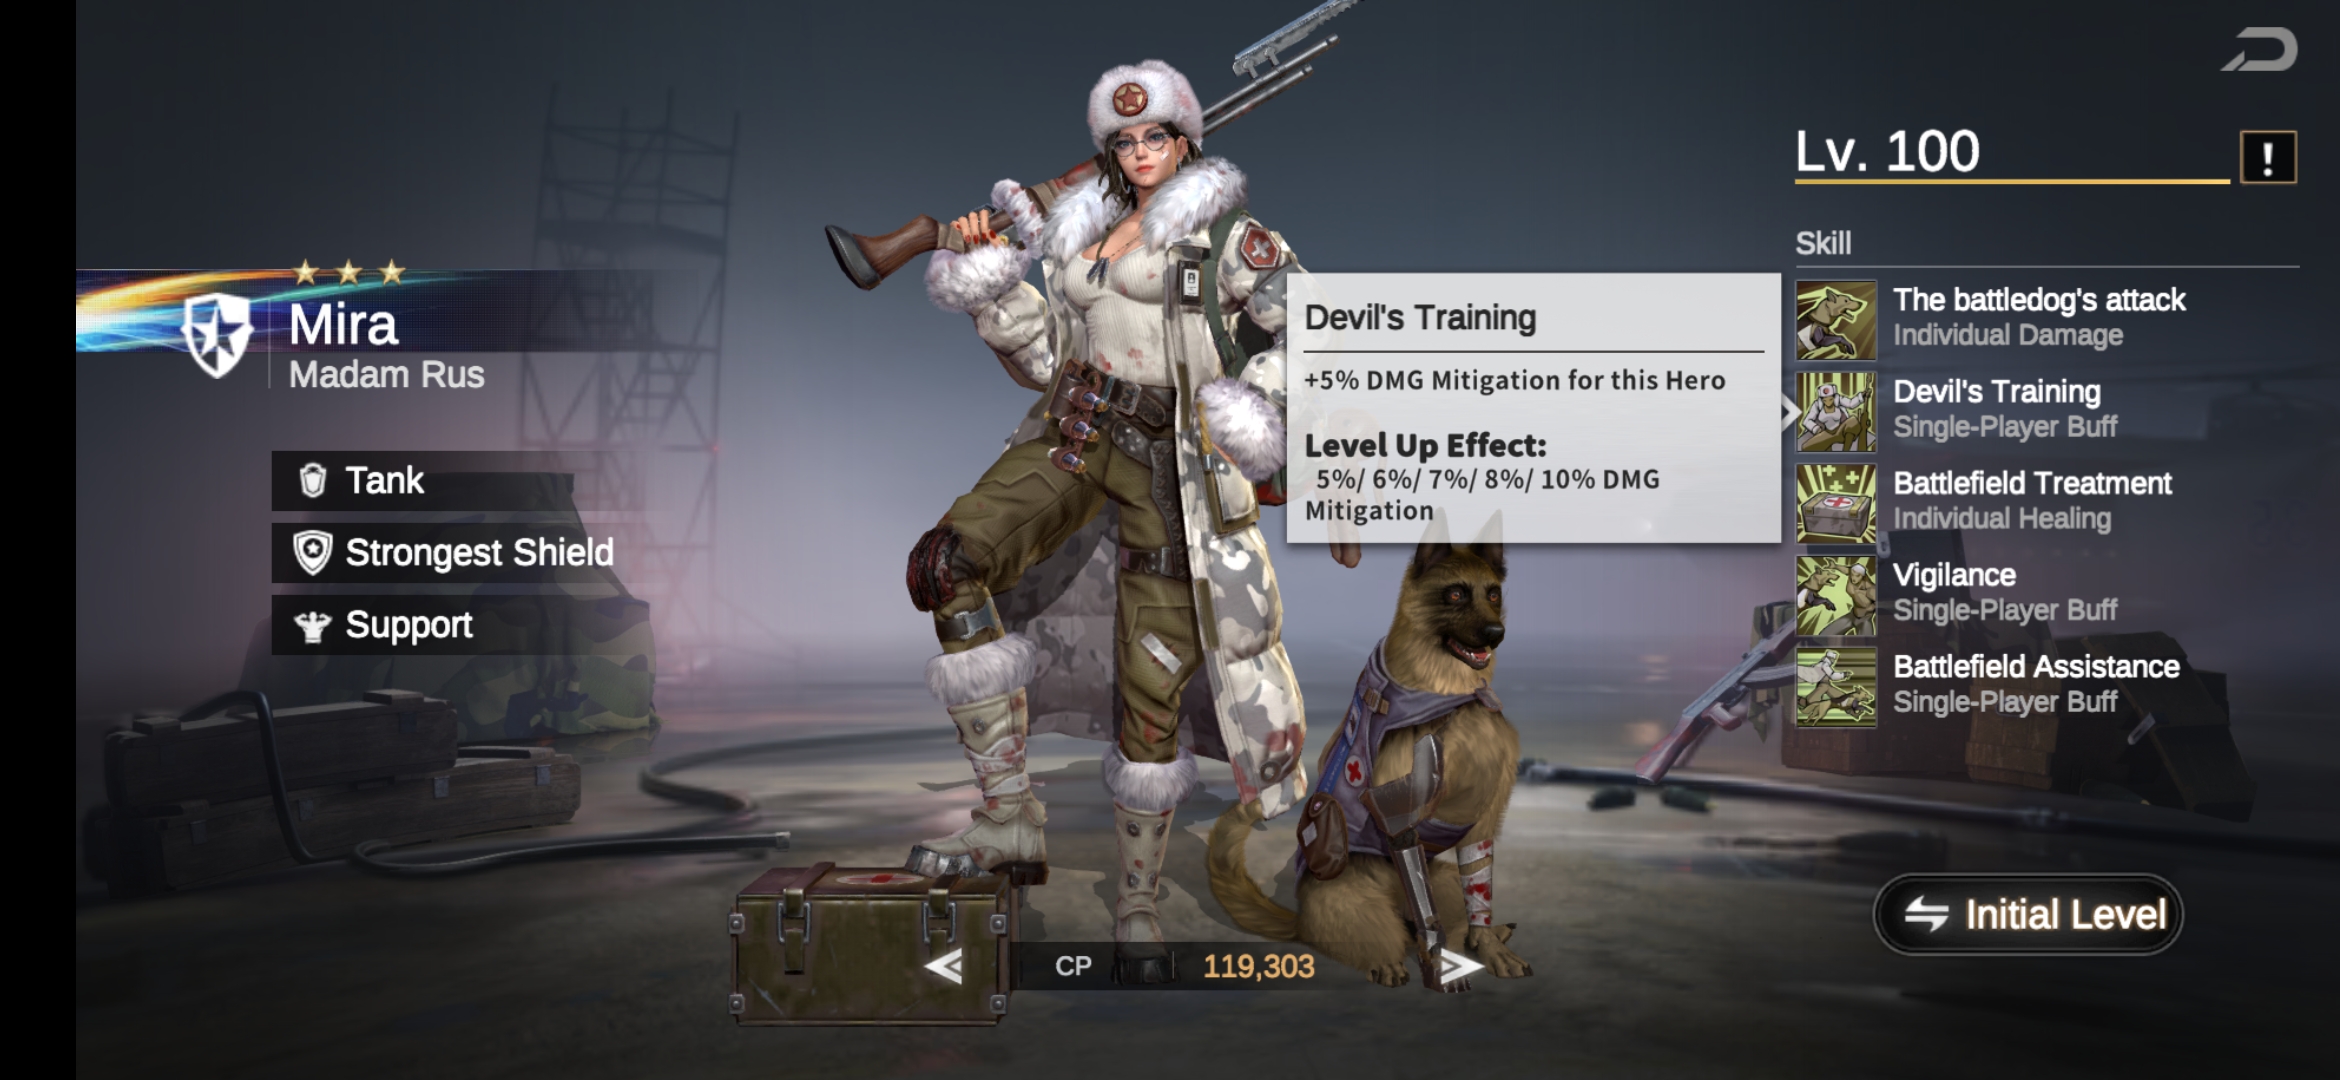 Mira
Madam Rus
Tank
Strongest Shield
Support
Devil's Training
+5% DMG Mitigation for this Hero
Level Up Effect:
5%/ 6%/ 7%/ 8%/ 10% DMG
Mitigation
Lv. 100
!
Skill
The battledog's attack
Individual Damage
Devil's Training
Single-Player Buff
Battlefield Treatment
Individual Healing
Vigilance
Single-Player Buff
Battlefield Assistance
Single-Player Buff
Initial Level
CP 119,303